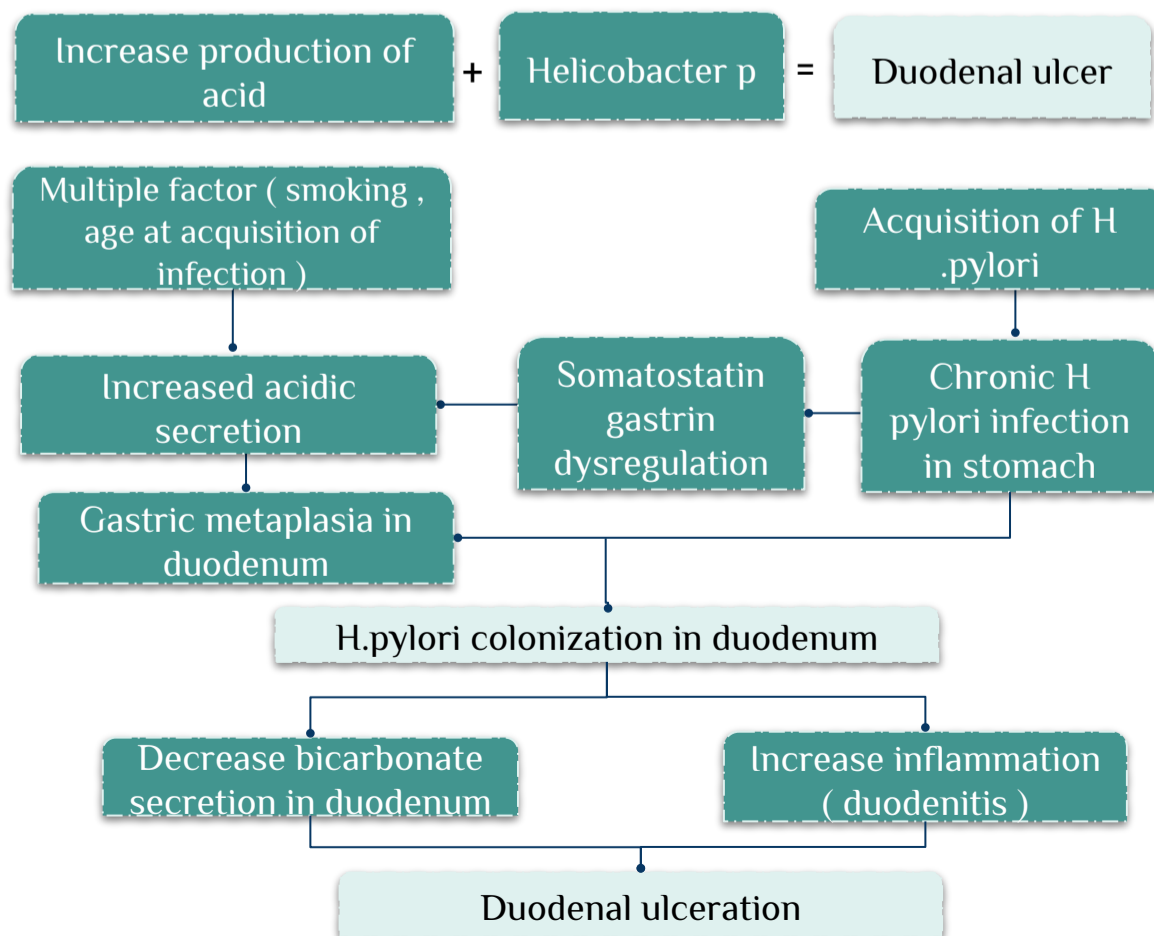 Increase production of
acid
+
Helicobacter p
=
Duodenal ulcer
Multiple factor ( smoking ,
age at acquisition of
infection )
Acquisition of H
.pylori
Increased acidic
secretion
Somatostatin
gastrin
dysregulation
Chronic H
pylori infection
in stomach
Gastric metaplasia in
duodenum
H.pylori colonization in duodenum
Decrease bicarbonate
secretion in duodenum
Increase inflammation
( duodenitis )
Duodenal ulceration